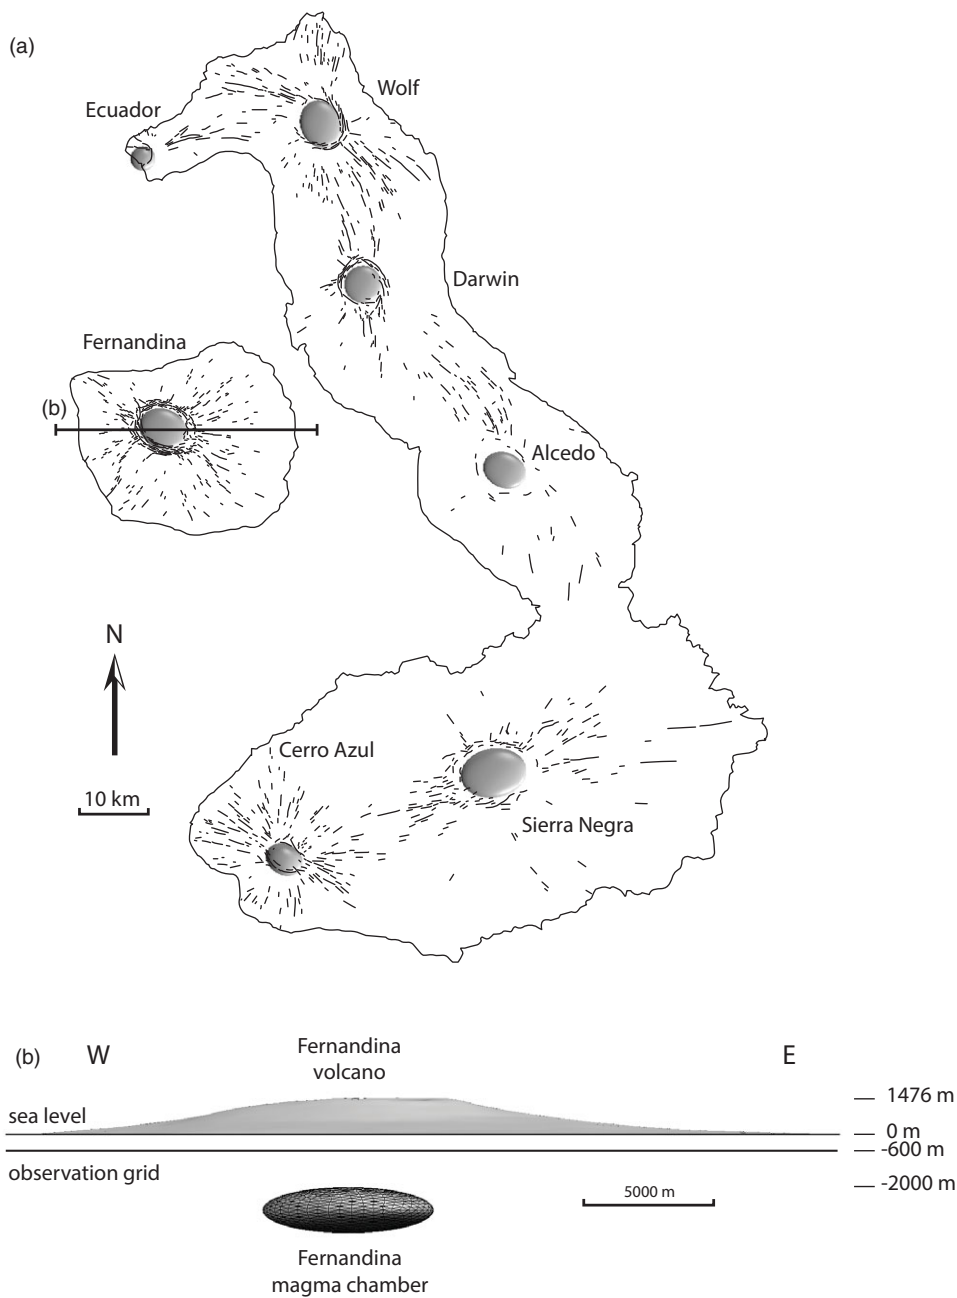 (a)
Wolf
Ecuador
Darwin
Fernandina
(b)
Alcedo
N
10 km
Cerro Azul
Sierra Negra
(b)
W
Fernandina
volcano
E
1476 m
sea level
0 m
-600 m
observation grid
-2000 m
5000 m
Fernandina
magma chamber